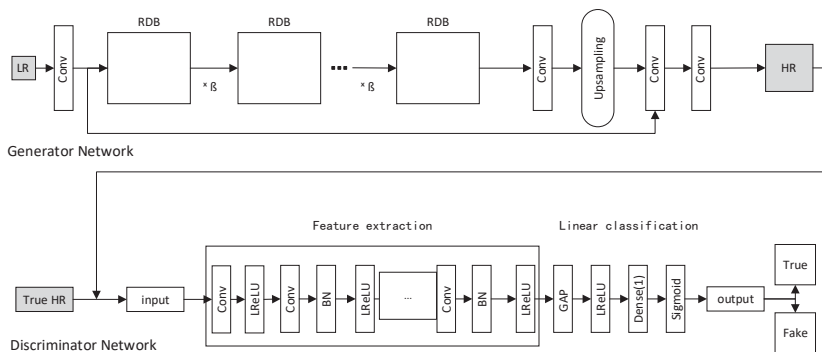 RDB
RDB
RDB
LR
Conv
* ß
...
* ß
Conv
Upsampling
Conv
Conv
HR
Generator Network
Feature extraction
Linear classification
True HR
input
Conv
LReLU
Conv
BN
LReLU
...
Conv
BN
LReLU
GAP
LReLU
Dense(1)
Sigmoid
output
True
Fake
Discriminator Network